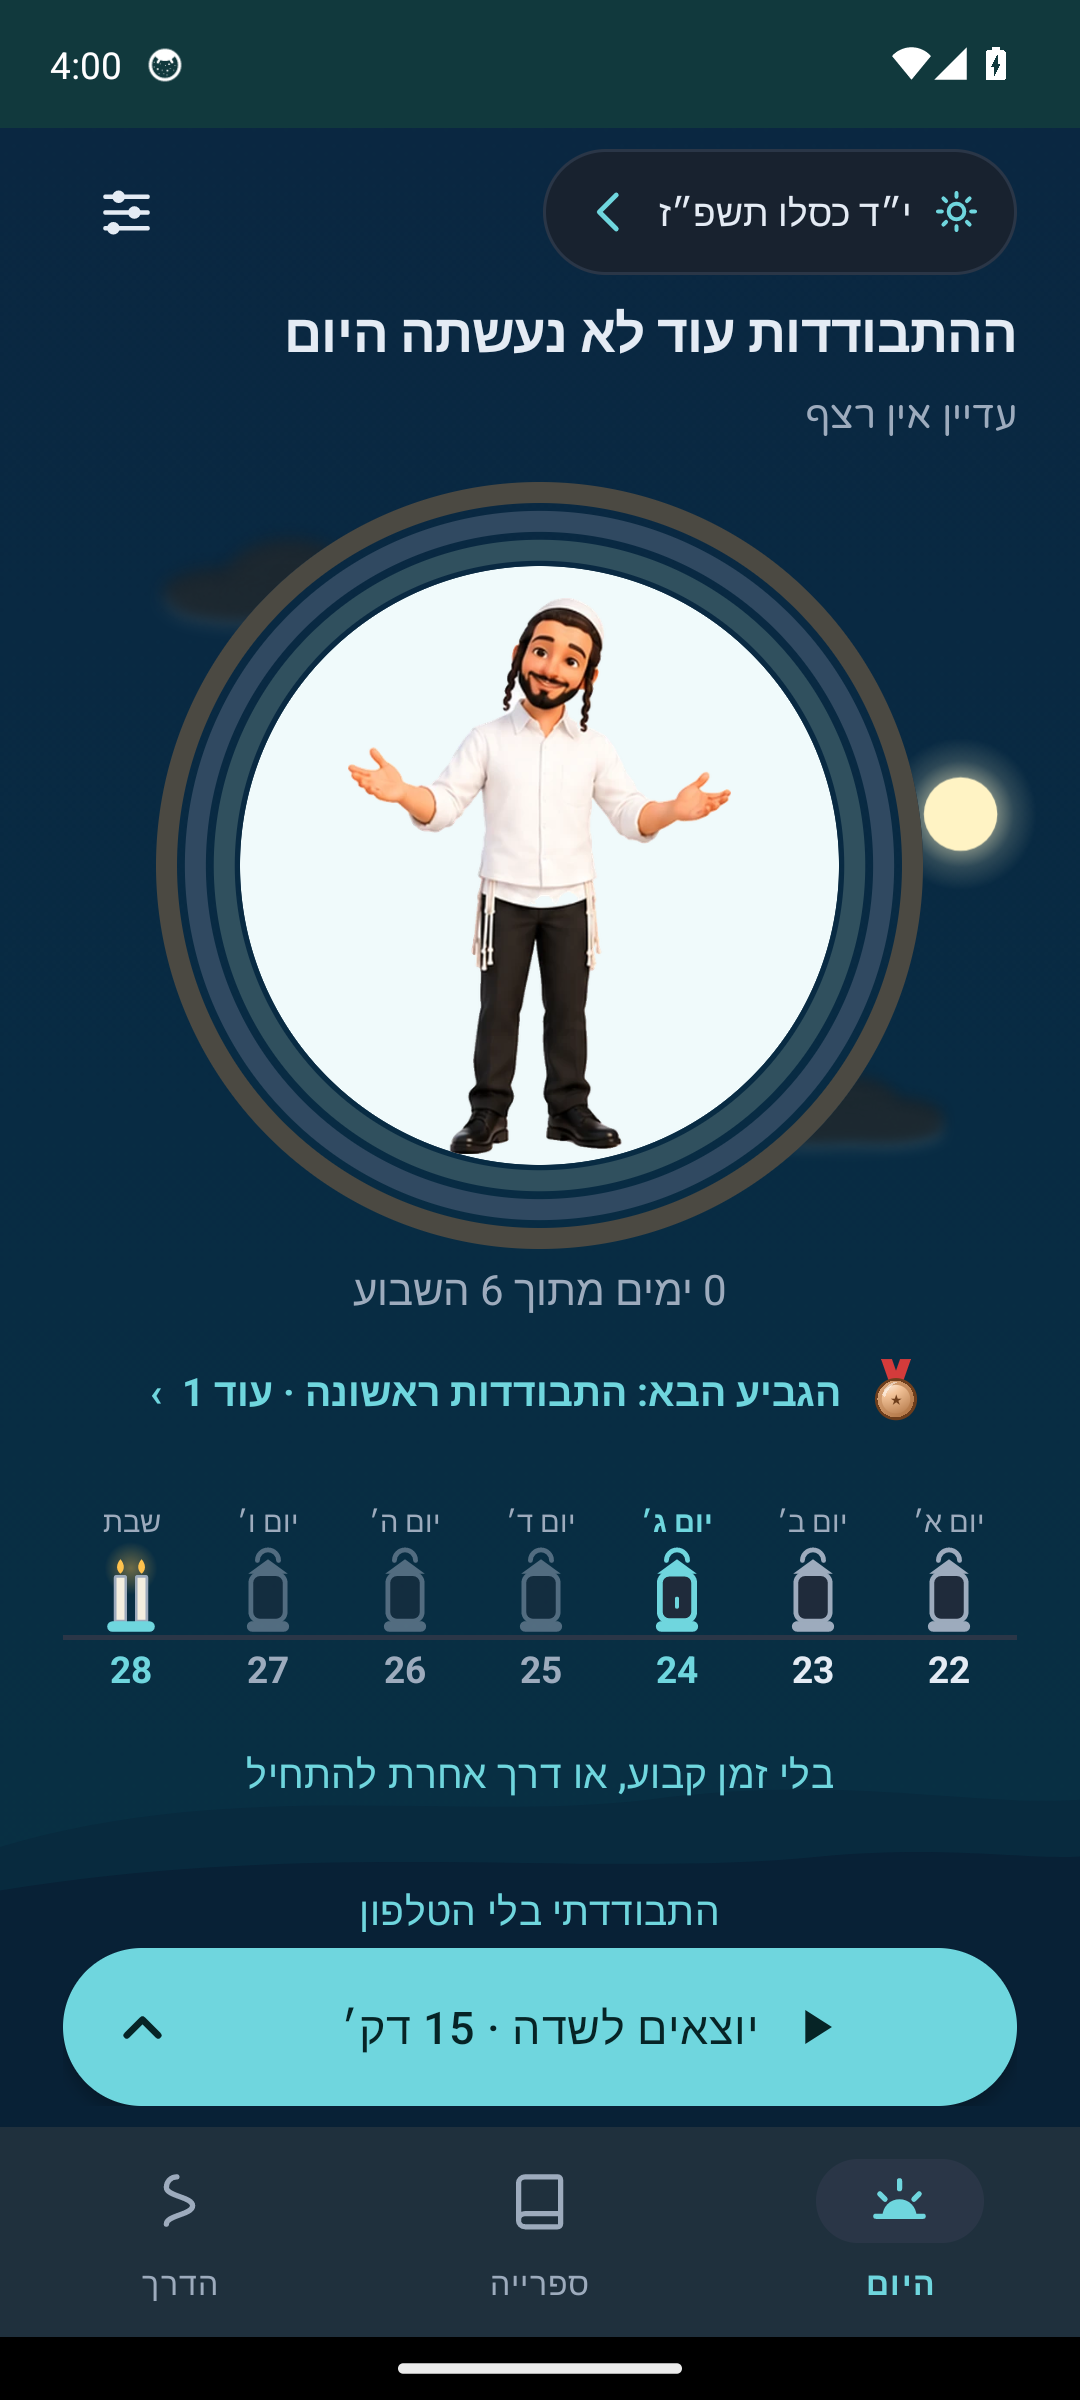 4:00
י״ד כסלו תשפ״ז
ההתבודדות עוד לא נעשתה היום
עדיין אין רצף
0 ימים מתוך 6 השבוע
הגביע הבא: התבודדות ראשונה · עוד 1 ‹
יום א׳ יום ב׳ יום ג׳ יום ד׳ יום ה׳ יום ו׳ שבת
22 23 24 25 26 27 28
בלי זמן קבוע, או דרך אחרת להתחיל
התבודדתי בלי הטלפון
יוצאים לשדה · 15 דק׳
היום ספרייה הדרך